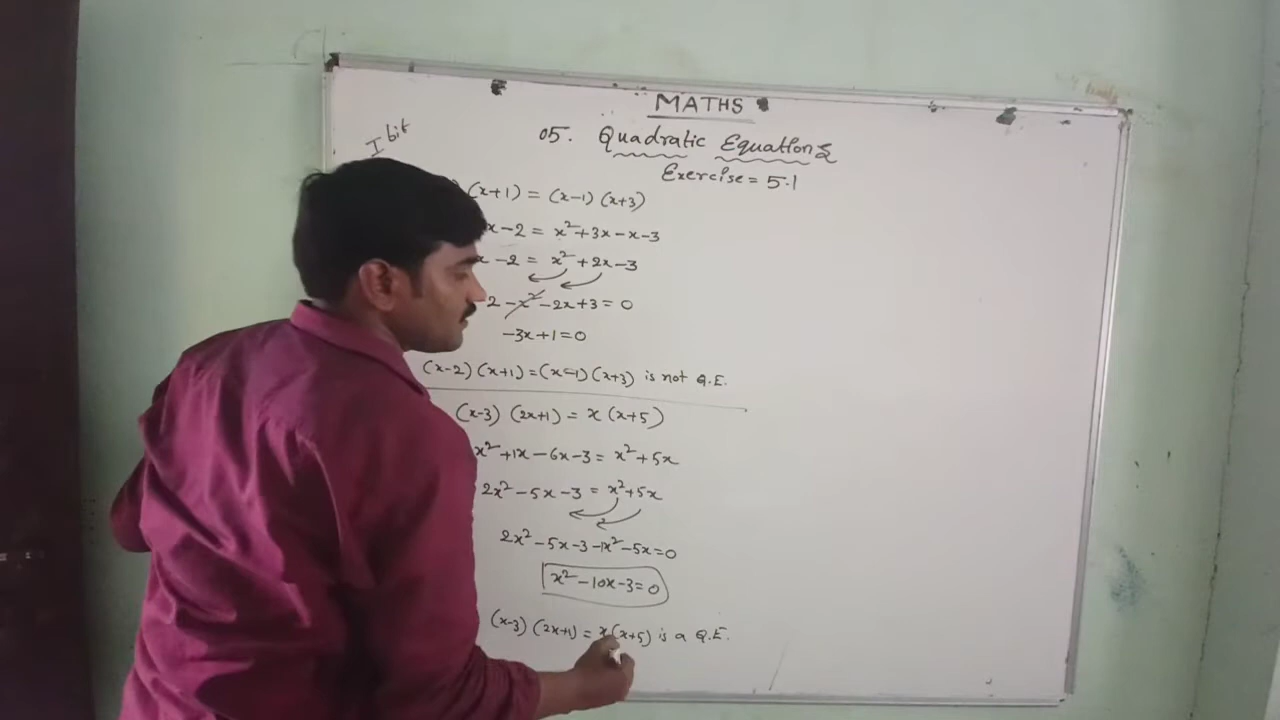 MATHS
I bit
05. Quadratic Equations
Exercise = 5.1
(x+1) = (x-1) (x+3)
x-2 = x²+3x-x-3
x -2 = x²+2x-3
2 -x² -2x+3=0
-3x+1=0
(x-2) (x+1) = (x-1) (x+3) is not Q.E.
(x-3) (2x+1) = x (x+5)
x²+1x-6x-3 = x²+5x
2x²-5x-3 = x²+5x
2x²-5x-3-1x²-5x=0
x²-10x-3=0
(x-3) (2x+1) = x(x+5) is a Q.E.